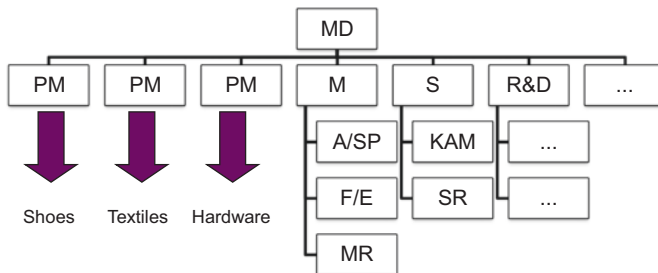 MD
PM PM PM M S R&D ...
A/SP KAM ...
Shoes Textiles Hardware F/E SR ...
MR